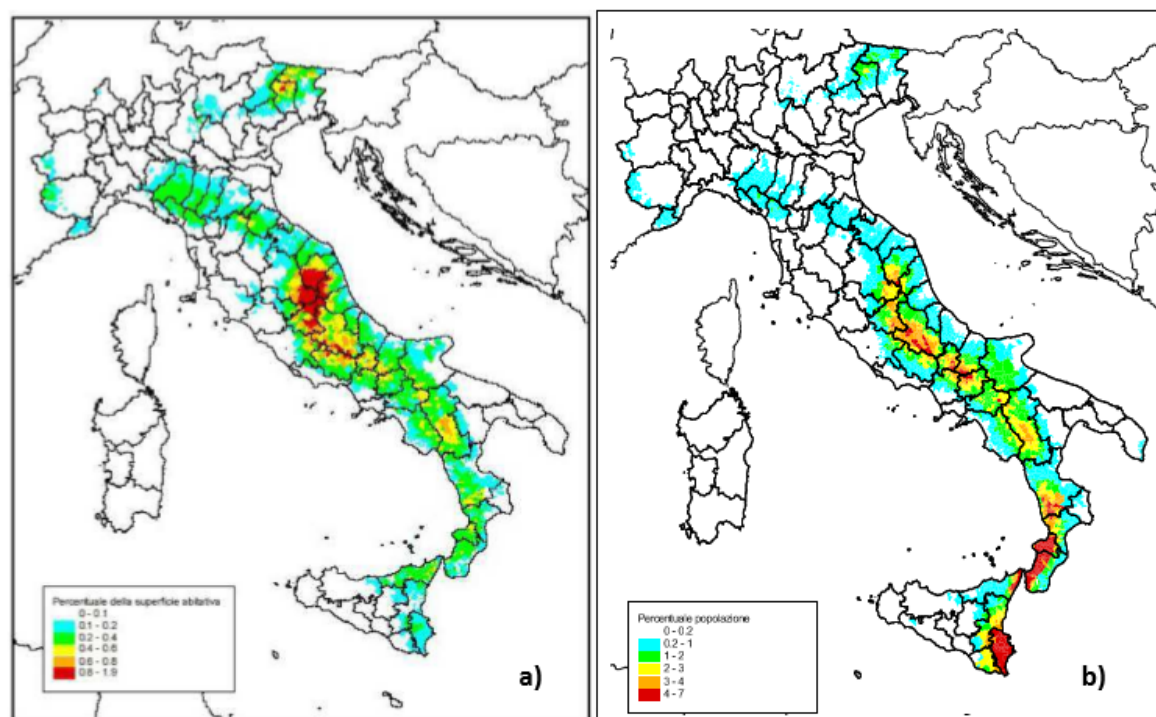 Percentuale della superficie abitativa
0 - 0.1
0.1 - 0.2
0.2 - 0.4
0.4 - 0.6
0.6 - 0.8
0.8 - 1.9
a)
Percentuale popolazione
0 - 0.2
0.2 - 1
1 - 2
2 - 3
3 - 4
4 - 7
b)